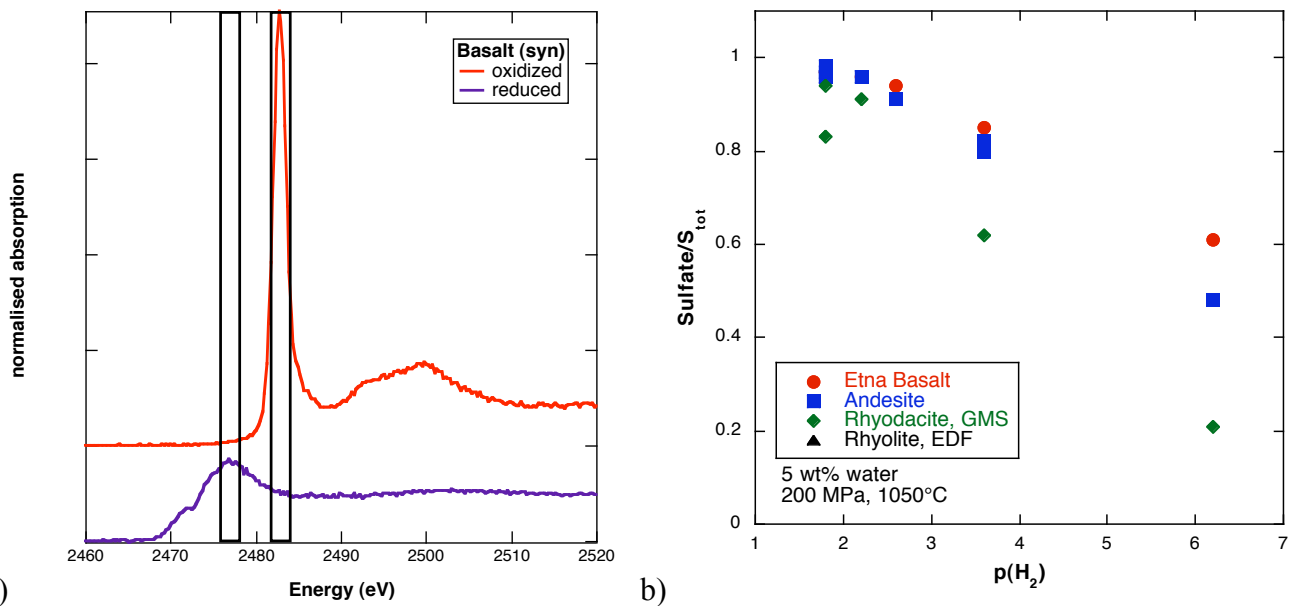 normalised absorption
Basalt (syn)
oxidized
reduced
2460 2470 2480 2490 2500 2510 2520
Energy (eV)
)
b)
Sulfate/S_tot
1
0.8
0.6
0.4
0.2
0
Etna Basalt
Andesite
Rhyodacite, GMS
Rhyolite, EDF
5 wt% water
200 MPa, 1050°C
1 2 3 4 5 6 7
p(H₂)